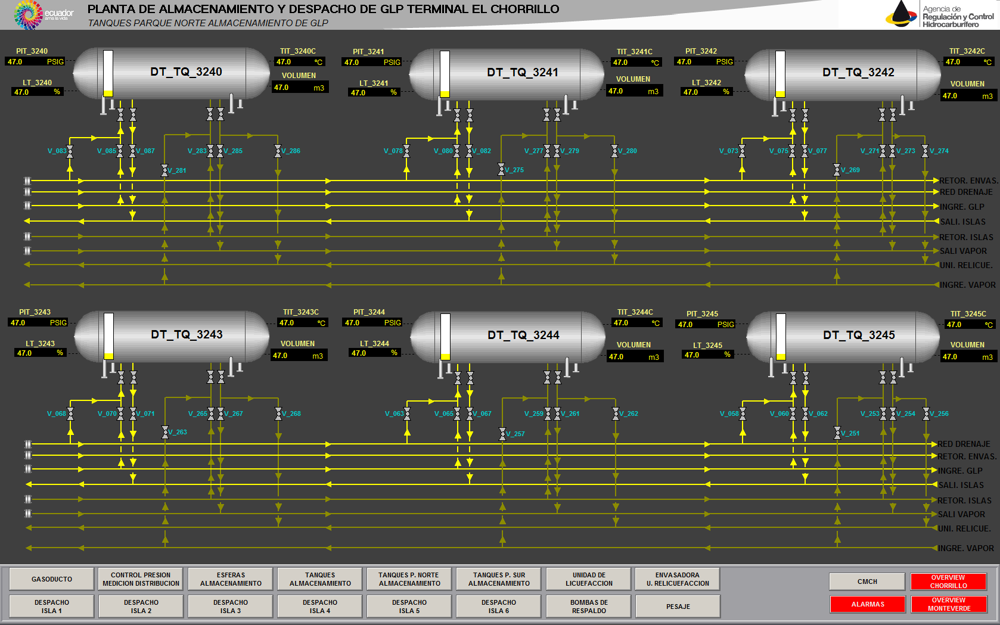 ecuador
ama la vida
PLANTA DE ALMACENAMIENTO Y DESPACHO DE GLP TERMINAL EL CHORRILLO
TANQUES PARQUE NORTE ALMACENAMIENTO DE GLP
Agencia de
Regulación y Control
Hidrocarburífero
PIT_3240
47.0 PSIG
LT_3240
47.0 %
DT_TQ_3240
TIT_3240C
47.0 ºC
VOLUMEN
47.0 m3
PIT_3241
47.0 PSIG
LT_3241
47.0 %
DT_TQ_3241
TIT_3241C
47.0 ºC
VOLUMEN
47.0 m3
PIT_3242
47.0 PSIG
LT_3242
47.0 %
DT_TQ_3242
TIT_3242C
47.0 ºC
VOLUMEN
47.0 m3
V_083 V_085 V_087 V_283 V_285 V_286 V_078 V_080 V_082 V_277 V_279 V_280 V_073 V_075 V_077 V_271 V_273 V_274
V_281 V_275 V_269
RETOR. ENVAS.
RED DRENAJE
INGRE. GLP
SALI. ISLAS
RETOR. ISLAS
SALI VAPOR
UNI. RELICUE.
INGRE. VAPOR
PIT_3243
47.0 PSIG
LT_3243
47.0 %
DT_TQ_3243
TIT_3243C
47.0 ºC
VOLUMEN
47.0 m3
PIT_3244
47.0 PSIG
LT_3244
47.0 %
DT_TQ_3244
TIT_3244C
47.0 ºC
VOLUMEN
47.0 m3
PIT_3245
47.0 PSIG
LT_3245
47.0 %
DT_TQ_3245
TIT_3245C
47.0 ºC
VOLUMEN
47.0 m3
V_068 V_070 V_071 V_265 V_267 V_268 V_063 V_065 V_067 V_259 V_261 V_262 V_058 V_060 V_062 V_253 V_254 V_256
V_263 V_257 V_251
RED DRENAJE
RETOR. ENVAS.
INGRE. GLP
SALI. ISLAS
RETOR. ISLAS
SALI VAPOR
UNI. RELICUE.
INGRE. VAPOR
GASODUCTO
CONTROL PRESION
MEDICION DISTRIBUCION
ESFERAS
ALMACENAMIENTO
TANQUES
ALMACENAMIENTO
TANQUES P. NORTE
ALMACENAMIENTO
TANQUES P. SUR
ALMACENAMIENTO
UNIDAD DE
LICUEFACCION
ENVASADORA
U. RELICUEFACCION
CMCH
OVERVIEW
CHORRILLO
DESPACHO
ISLA 1
DESPACHO
ISLA 2
DESPACHO
ISLA 3
DESPACHO
ISLA 4
DESPACHO
ISLA 5
DESPACHO
ISLA 6
BOMBAS DE
RESPALDO
PESAJE
ALARMAS
OVERVIEW
MONTEVERDE